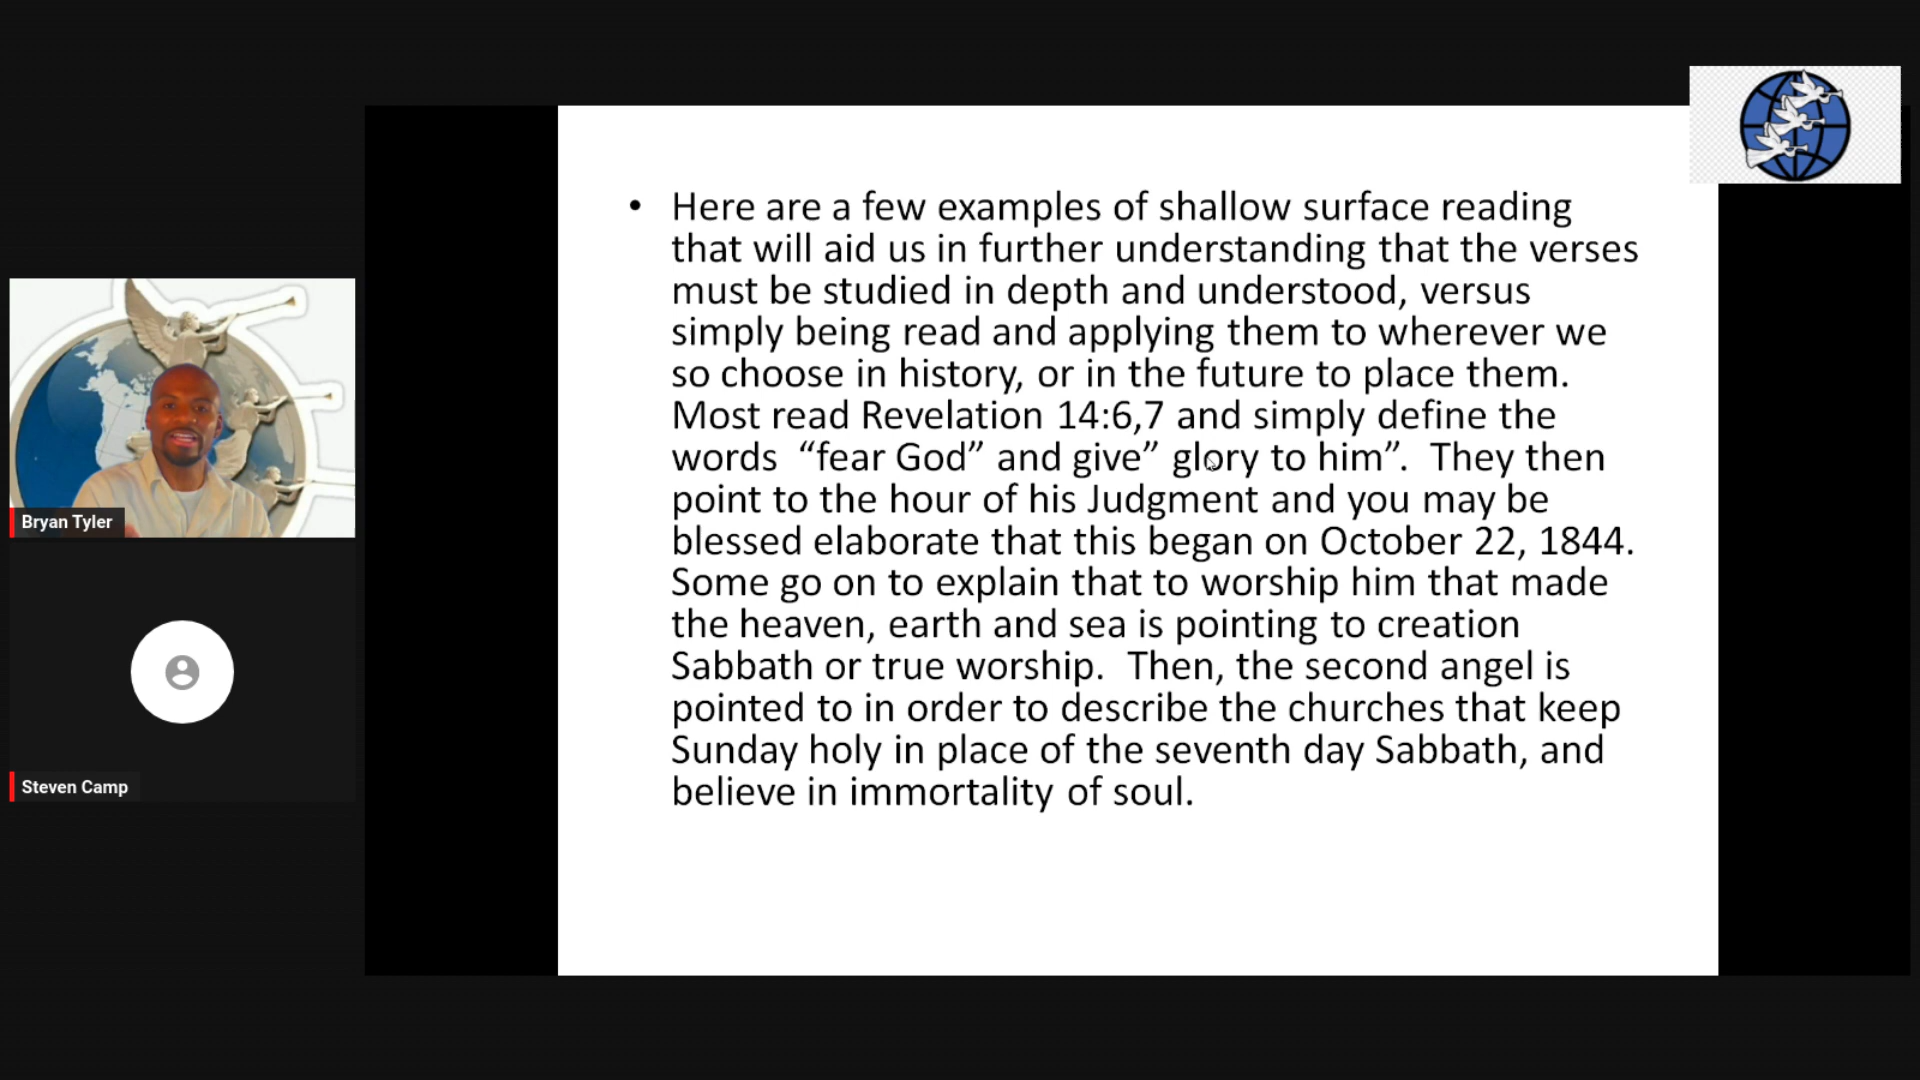 • Here are a few examples of shallow surface reading
that will aid us in further understanding that the verses
must be studied in depth and understood, versus
simply being read and applying them to wherever we
so choose in history, or in the future to place them.
Most read Revelation 14:6,7 and simply define the
words  “fear God” and give” glory to him”.  They then
point to the hour of his Judgment and you may be
blessed elaborate that this began on October 22, 1844.
Some go on to explain that to worship him that made
the heaven, earth and sea is pointing to creation
Sabbath or true worship.  Then, the second angel is
pointed to in order to describe the churches that keep
Sunday holy in place of the seventh day Sabbath, and
believe in immortality of soul.
Bryan Tyler
Steven Camp